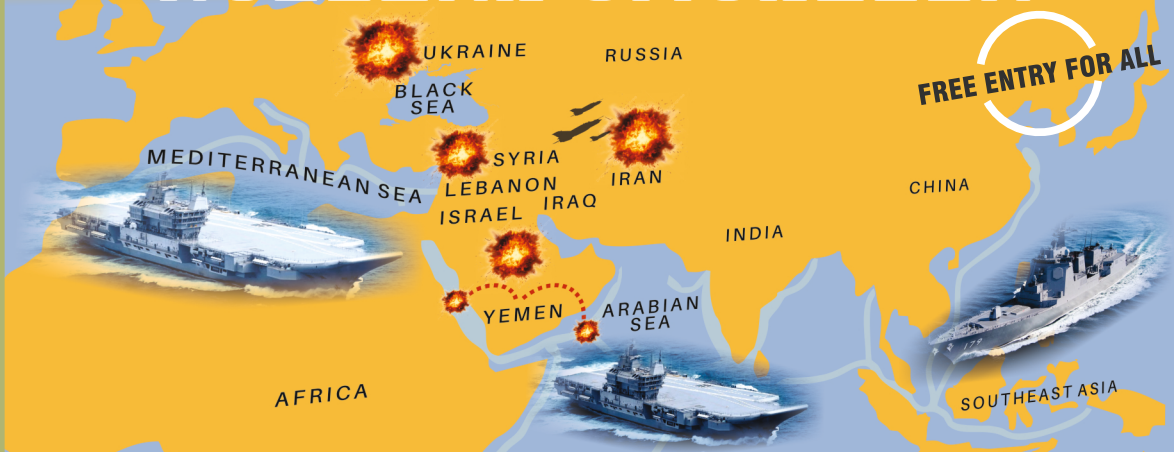 UKRAINE
RUSSIA
FREE ENTRY FOR ALL
BLACK
SEA
MEDITERRANEAN SEA
SYRIA
LEBANON
IRAN
ISRAEL
IRAQ
CHINA
INDIA
YEMEN
ARABIAN
SEA
179
AFRICA
SOUTHEAST ASIA